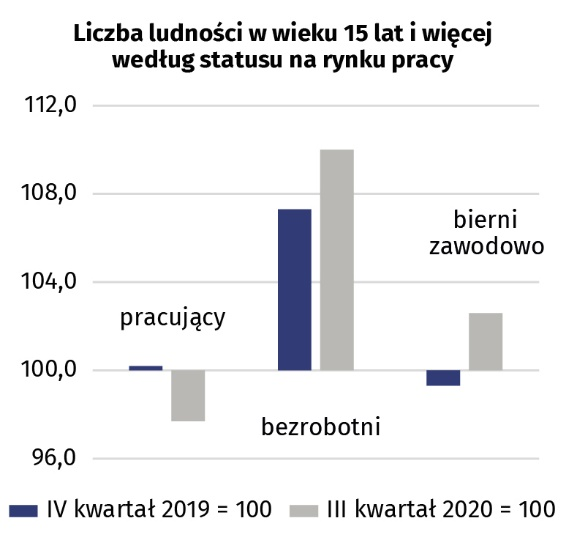 Liczba ludności w wieku 15 lat i więcej
według statusu na rynku pracy
112,0
108,0
bierni
zawodowo
104,0
pracujący
100,0
bezrobotni
96,0
IV kwartał 2019 = 100 III kwartał 2020 = 100